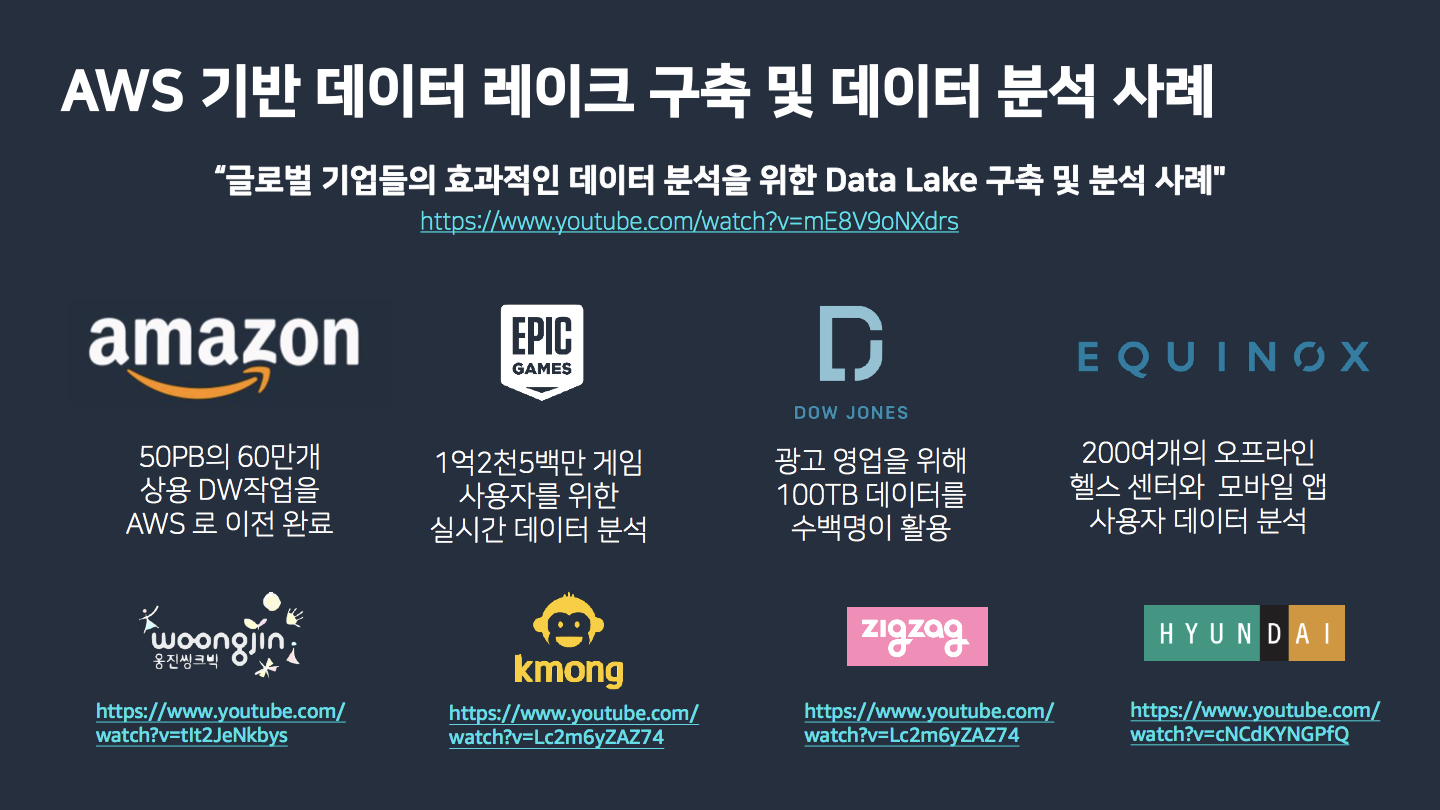 AWS 기반 데이터 레이크 구축 및 데이터 분석 사례
“글로벌 기업들의 효과적인 데이터 분석을 위한 Data Lake 구축 및 분석 사례"
https://www.youtube.com/watch?v=mE8V9oNXdrs
amazon
50PB의 60만개
상용 DW작업을
AWS 로 이전 완료
EPIC
GAMES
1억2천5백만 게임
사용자를 위한
실시간 데이터 분석
DOW JONES
광고 영업을 위해
100TB 데이터를
수백명이 활용
EQUINOX
200여개의 오프라인
헬스 센터와 모바일 앱
사용자 데이터 분석
woongjin
웅진씽크빅
https://www.youtube.com/
watch?v=tIt2JeNkbys
kmong
https://www.youtube.com/
watch?v=Lc2m6yZAZ74
zigzag
https://www.youtube.com/
watch?v=Lc2m6yZAZ74
HYUNDAI
https://www.youtube.com/
watch?v=cNCdKYNGPfQ